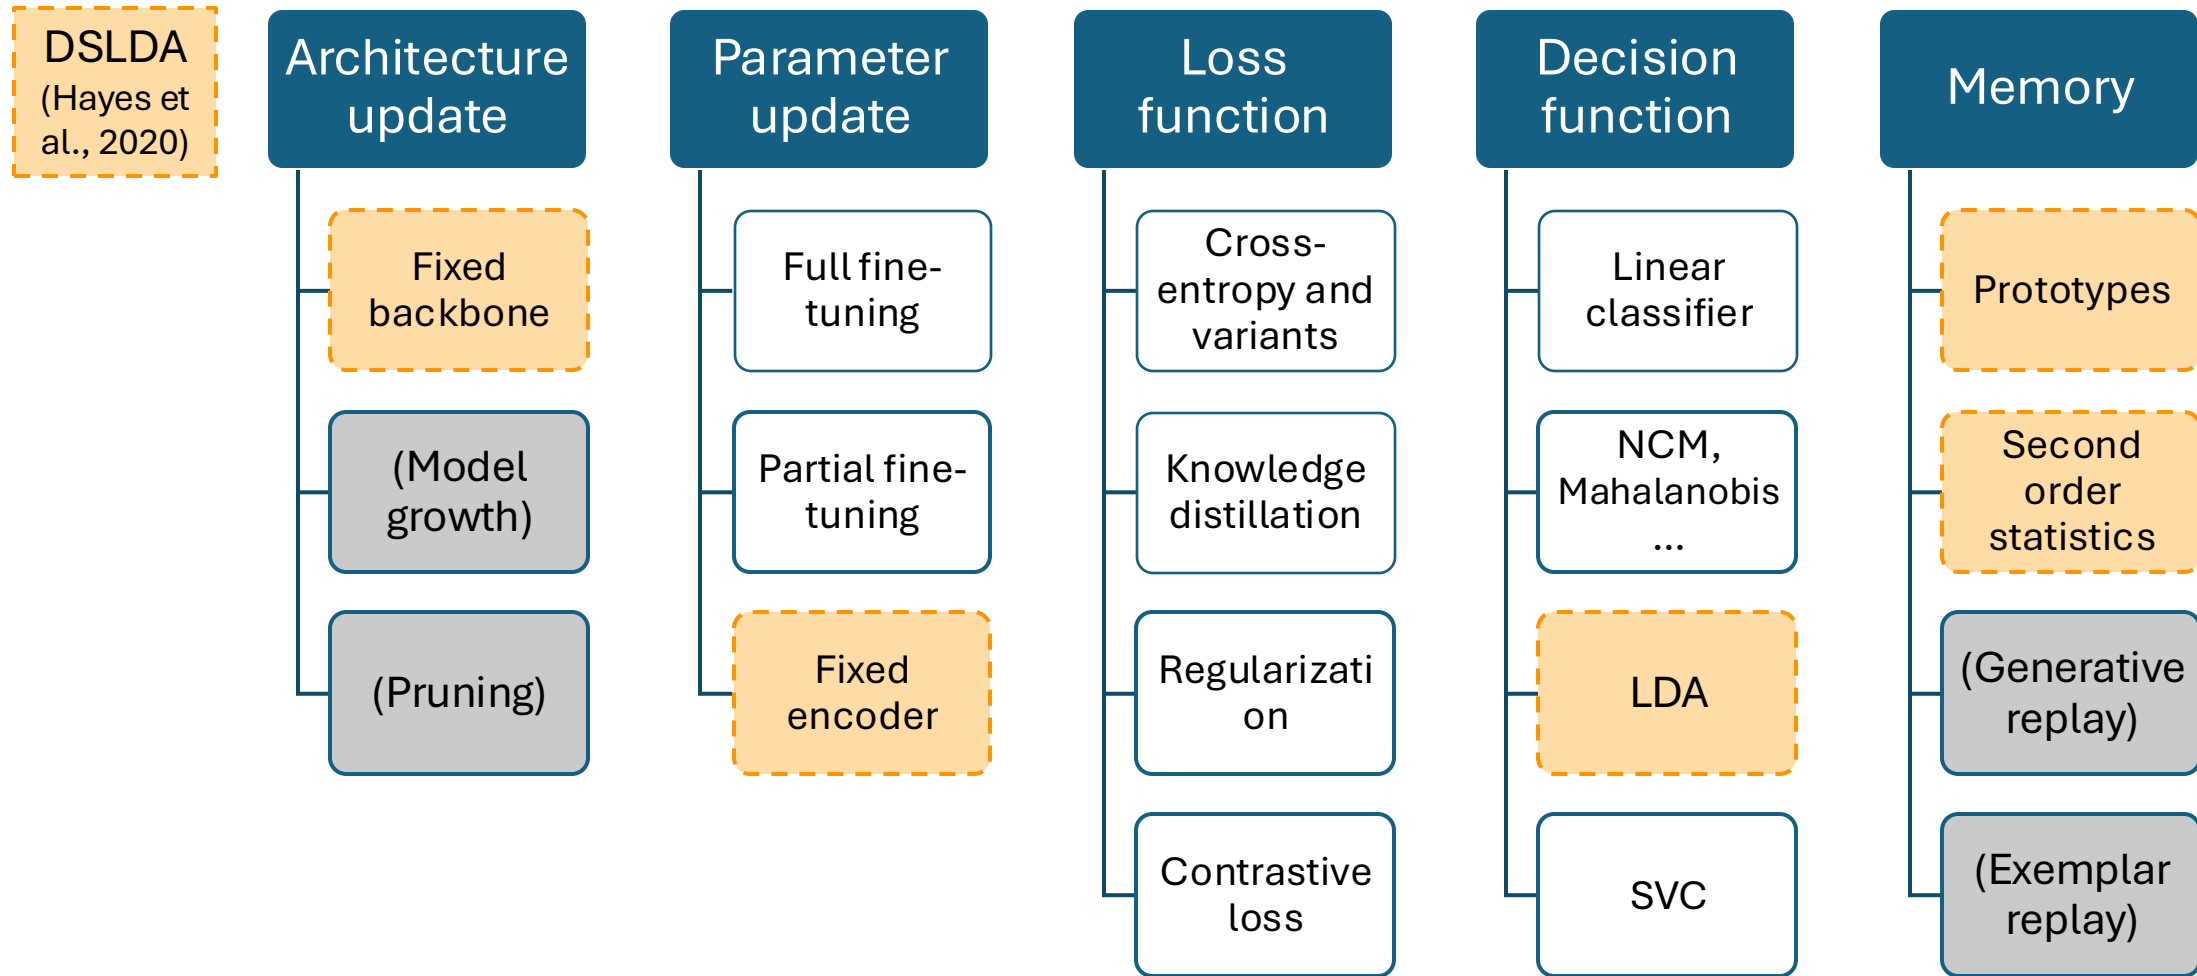 DSLDA
(Hayes et
al., 2020)
Architecture
update
Fixed
backbone
(Model
growth)
(Pruning)
Parameter
update
Full fine-
tuning
Partial fine-
tuning
Fixed
encoder
Loss
function
Cross-
entropy and
variants
Knowledge
distillation
Regularizati
on
Contrastive
loss
Decision
function
Linear
classifier
NCM,
Mahalanobis
...
LDA
SVC
Memory
Prototypes
Second
order
statistics
(Generative
replay)
(Exemplar
replay)